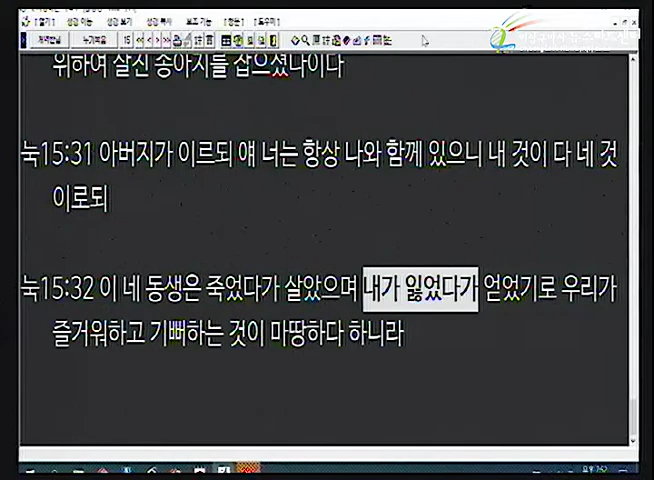 위하여 살진 송아지를 잡으셨나이다
눅15:31 아버지가 이르되 얘 너는 항상 나와 함께 있으니 내 것이 다 네 것
이로되
눅15:32 이 네 동생은 죽었다가 살았으며 내가 잃었다가 얻었기로 우리가
즐거워하고 기뻐하는 것이 마땅하다 하니라